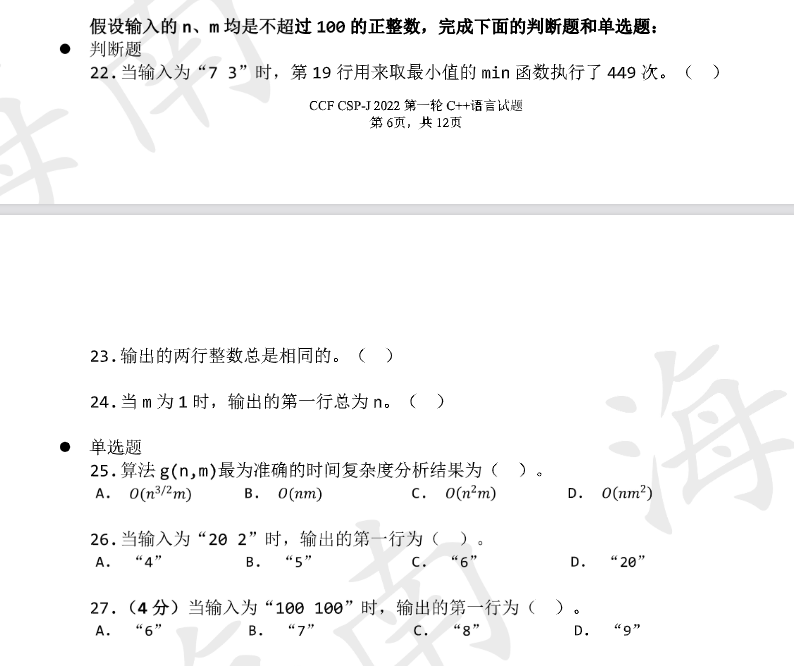 假设输入的 n、m 均是不超过 100 的正整数，完成下面的判断题和单选题：
● 判断题
22.当输入为“7 3”时，第 19 行用来取最小值的 min 函数执行了 449 次。（ ）
CCF CSP-J 2022 第一轮 C++语言试题
第 6页，共 12页
23.输出的两行整数总是相同的。（ ）
24.当 m 为 1 时，输出的第一行总为 n。（ ）
● 单选题
25.算法 g(n,m)最为准确的时间复杂度分析结果为（ ）。
A. O(n^{3/2}m) B. O(nm) C. O(n²m) D. O(nm²)
26.当输入为“20 2”时，输出的第一行为（ ）。
A. “4” B. “5” C. “6” D. “20”
27.（4 分）当输入为“100 100”时，输出的第一行为（ ）。
A. “6” B. “7” C. “8” D. “9”
海南
海
南
海